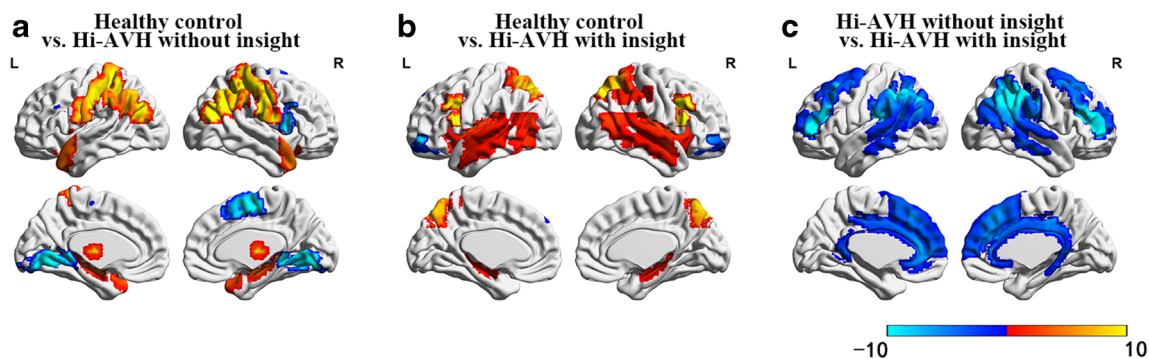 a
Healthy control
vs. Hi-AVH without insight
L
R
b
Healthy control
vs. Hi-AVH with insight
L
R
c
Hi-AVH without insight
vs. Hi-AVH with insight
L
R
−10
10